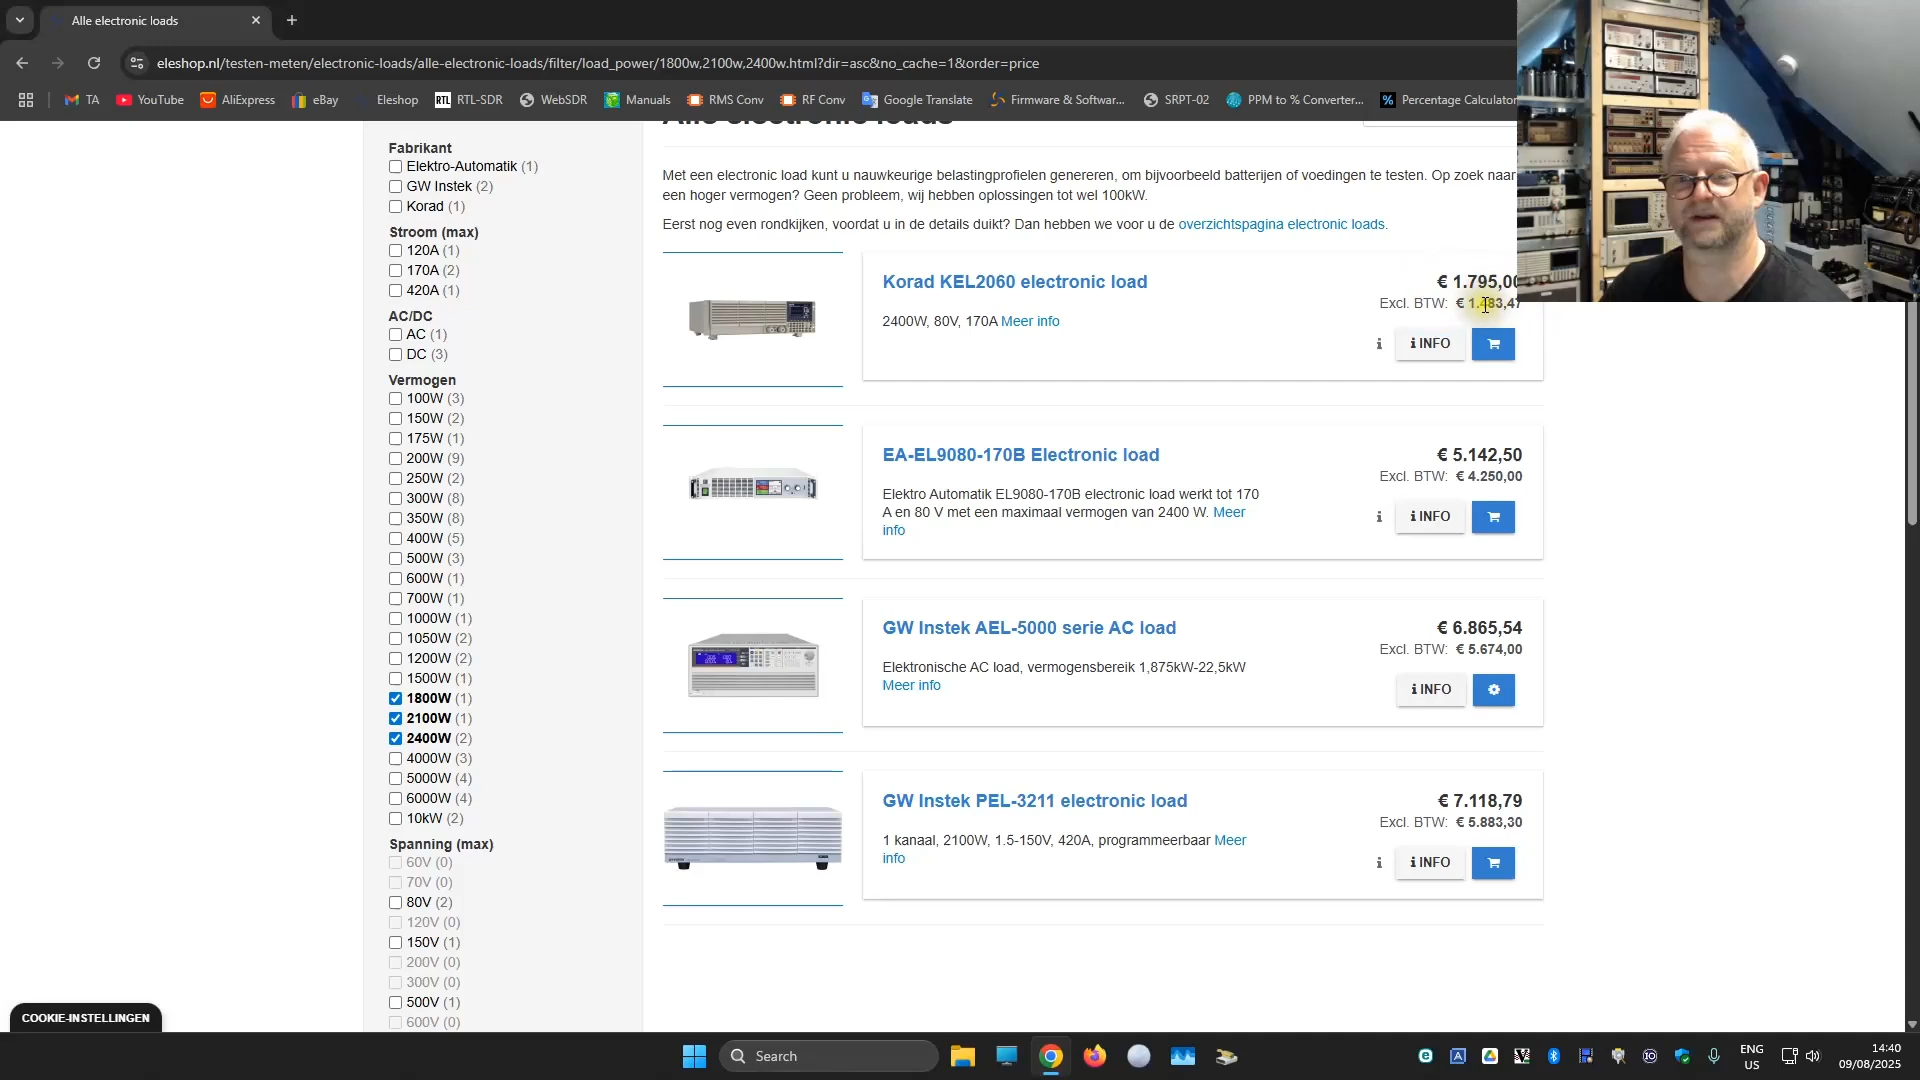 Alle electronic loads
eleshop.nl/testen-meten/electronic-loads/alle-electronic-loads/filter/load_power/1800w,2100w,2400w.html?dir=asc&no_cache=1&order=price
TA
YouTube
AliExpress
eBay
Eleshop
RTL-SDR
WebSDR
Manuals
RMS Conv
RF Conv
Google Translate
Firmware & Softwar...
SRPT-02
PPM to % Converter...
Percentage Calculator
Alle electronic loads
Met een electronic load kunt u nauwkeurige belastingprofielen genereren, om bijvoorbeeld batterijen of voedingen te testen. Op zoek naar
een hoger vermogen? Geen probleem, wij hebben oplossingen tot wel 100kW.
Eerst nog even rondkijken, voordat u in de details duikt? Dan hebben we voor u de overzichtspagina electronic loads.
Fabrikant
Elektro-Automatik (1)
GW Instek (2)
Korad (1)
Stroom (max)
120A (1)
170A (2)
420A (1)
AC/DC
AC (1)
DC (3)
Vermogen
100W (3)
150W (2)
175W (1)
200W (9)
250W (2)
300W (8)
350W (8)
400W (5)
500W (3)
600W (1)
700W (1)
1000W (1)
1050W (2)
1200W (2)
1500W (1)
1800W (1)
2100W (1)
2400W (2)
4000W (3)
5000W (4)
6000W (4)
10kW (2)
Spanning (max)
60V (0)
70V (0)
80V (2)
120V (0)
150V (1)
200V (0)
300V (0)
500V (1)
600V (0)
Korad KEL2060 electronic load
€ 1.795,00
Excl. BTW: € 1.483,47
2400W, 80V, 170A Meer info
INFO
EA-EL9080-170B Electronic load
€ 5.142,50
Excl. BTW: € 4.250,00
Elektro Automatik EL9080-170B electronic load werkt tot 170
A en 80 V met een maximaal vermogen van 2400 W. Meer
info
INFO
GW Instek AEL-5000 serie AC load
€ 6.865,54
Excl. BTW: € 5.674,00
Elektronische AC load, vermogensbereik 1,875kW-22,5kW
Meer info
INFO
GW Instek PEL-3211 electronic load
€ 7.118,79
Excl. BTW: € 5.883,30
1 kanaal, 2100W, 1.5-150V, 420A, programmeerbaar Meer
info
INFO
COOKIE-INSTELLINGEN
Search
ENG
US
14:40
09/08/2025